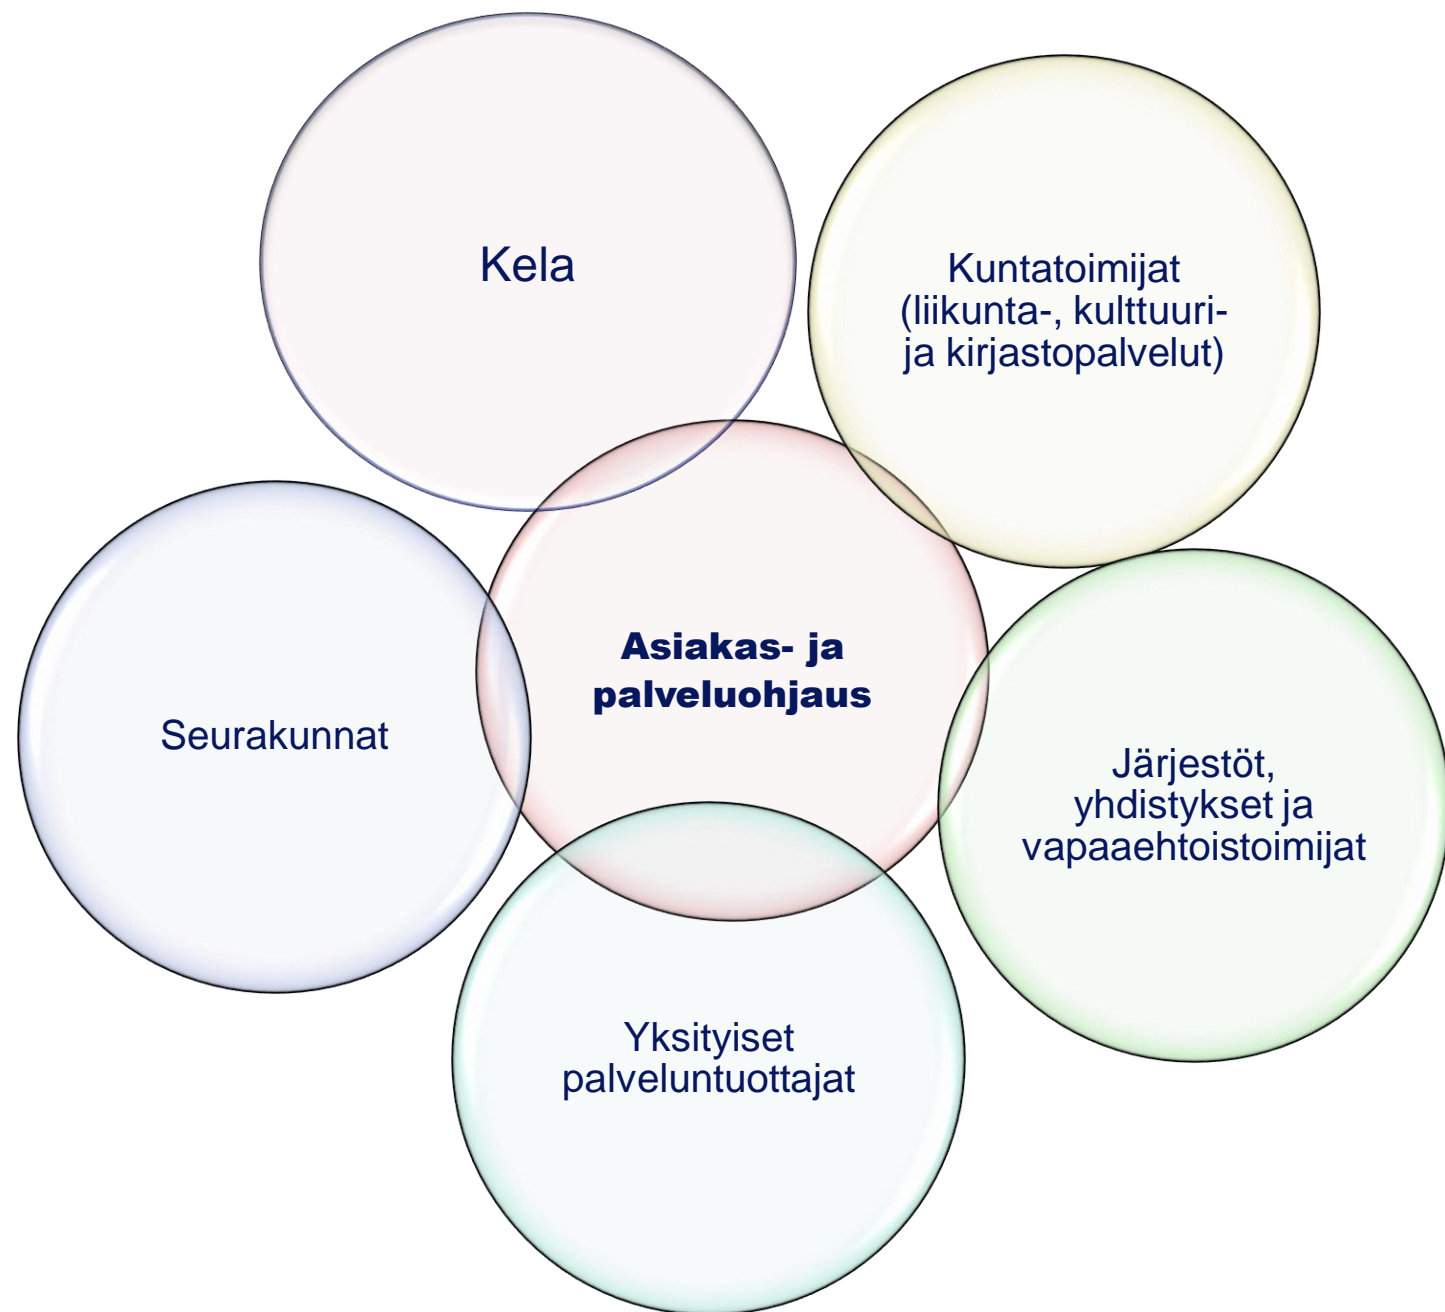 Kela
Kuntatoimijat
(liikunta-, kulttuuri-
ja kirjastopalvelut)
Asiakas- ja
palveluohjaus
Seurakunnat
Järjestöt,
yhdistykset ja
vapaaehtoistoimijat
Yksityiset
palveluntuottajat